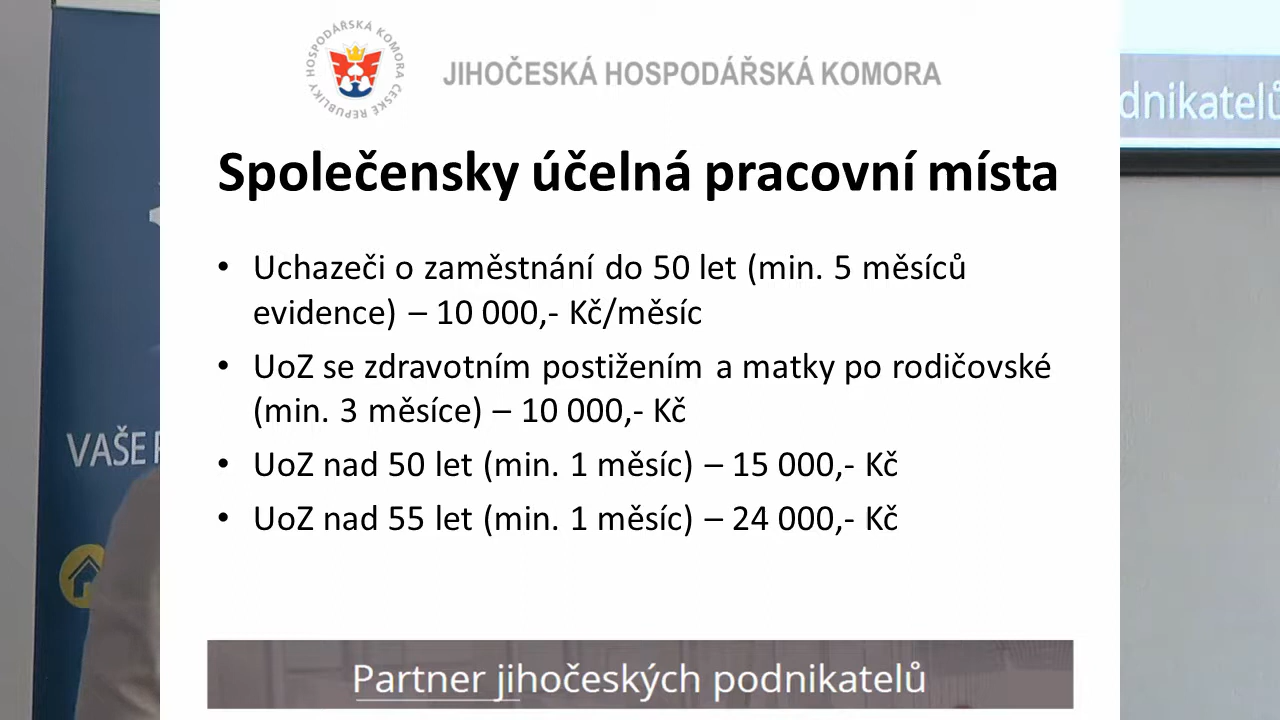 HOSPODÁŘSKÁ KOMORA ČESKÉ REPUBLIKY
JIHOČESKÁ HOSPODÁŘSKÁ KOMORA
Společensky účelná pracovní místa
• Uchazeči o zaměstnání do 50 let (min. 5 měsíců
evidence) – 10 000,- Kč/měsíc
• UoZ se zdravotním postižením a matky po rodičovské
(min. 3 měsíce) – 10 000,- Kč
• UoZ nad 50 let (min. 1 měsíc) – 15 000,- Kč
• UoZ nad 55 let (min. 1 měsíc) – 24 000,- Kč
Partner jihočeských podnikatelů
VAŠE
dnikatelů